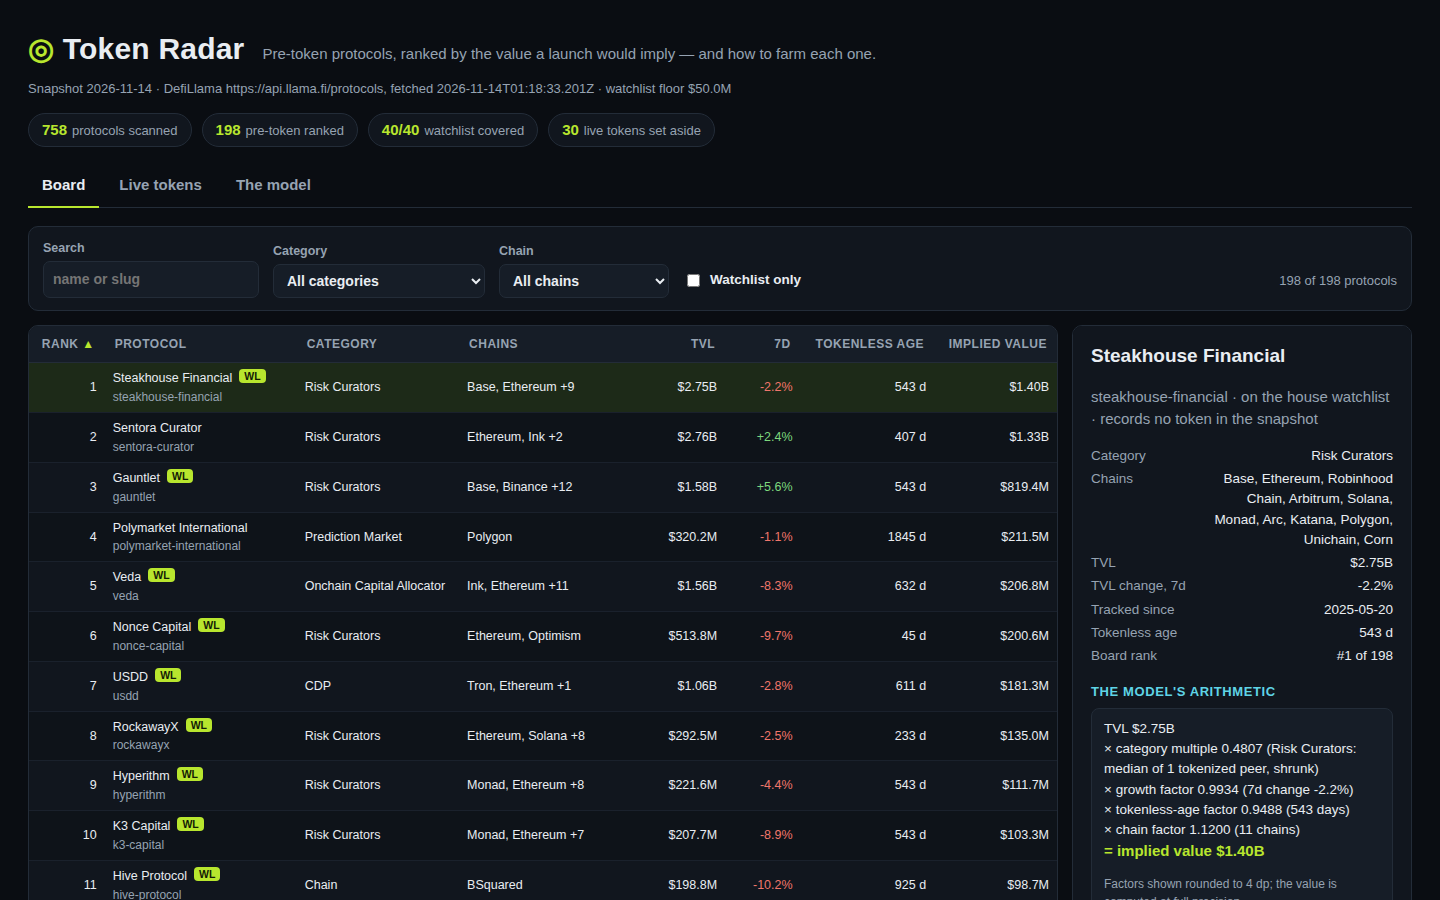 Token Radar Pre-token protocols, ranked by the value a launch would imply — and how to farm each one.
Snapshot 2026-11-14 · DefiLlama https://api.llama.fi/protocols, fetched 2026-11-14T01:18:33.201Z · watchlist floor $50.0M
758 protocols scanned 198 pre-token ranked 40/40 watchlist covered 30 live tokens set aside
Board Live tokens The model
Search Category Chain
name or slug All categories All chains Watchlist only 198 of 198 protocols
RANK ▲ PROTOCOL CATEGORY CHAINS TVL 7D TOKENLESS AGE IMPLIED VALUE
1 Steakhouse Financial WL Risk Curators Base, Ethereum +9 $2.75B -2.2% 543 d $1.40B
steakhouse-financial
2 Sentora Curator Risk Curators Ethereum, Ink +2 $2.76B +2.4% 407 d $1.33B
sentora-curator
3 Gauntlet WL Risk Curators Base, Binance +12 $1.58B +5.6% 543 d $819.4M
gauntlet
4 Polymarket International Prediction Market Polygon $320.2M -1.1% 1845 d $211.5M
polymarket-international
5 Veda WL Onchain Capital Allocator Ink, Ethereum +11 $1.56B -8.3% 632 d $206.8M
veda
6 Nonce Capital WL Risk Curators Ethereum, Optimism $513.8M -9.7% 45 d $200.6M
nonce-capital
7 USDD WL CDP Tron, Ethereum +1 $1.06B -2.8% 611 d $181.3M
usdd
8 RockawayX WL Risk Curators Ethereum, Solana +8 $292.5M -2.5% 233 d $135.0M
rockawayx
9 Hyperithm WL Risk Curators Monad, Ethereum +8 $221.6M -4.4% 543 d $111.7M
hyperithm
10 K3 Capital WL Risk Curators Monad, Ethereum +7 $207.7M -8.9% 543 d $103.3M
k3-capital
11 Hive Protocol WL Chain BSquared $198.8M -10.2% 925 d $98.7M
hive-protocol
Steakhouse Financial
steakhouse-financial · on the house watchlist
· records no token in the snapshot
Category Risk Curators
Chains Base, Ethereum, Robinhood
Chain, Arbitrum, Solana,
Monad, Arc, Katana, Polygon,
Unichain, Corn
TVL $2.75B
TVL change, 7d -2.2%
Tracked since 2025-05-20
Tokenless age 543 d
Board rank #1 of 198
THE MODEL'S ARITHMETIC
TVL $2.75B
× category multiple 0.4807 (Risk Curators:
median of 1 tokenized peer, shrunk)
× growth factor 0.9934 (7d change -2.2%)
× tokenless-age factor 0.9488 (543 days)
× chain factor 1.1200 (11 chains)
= implied value $1.40B
Factors shown rounded to 4 dp; the value is